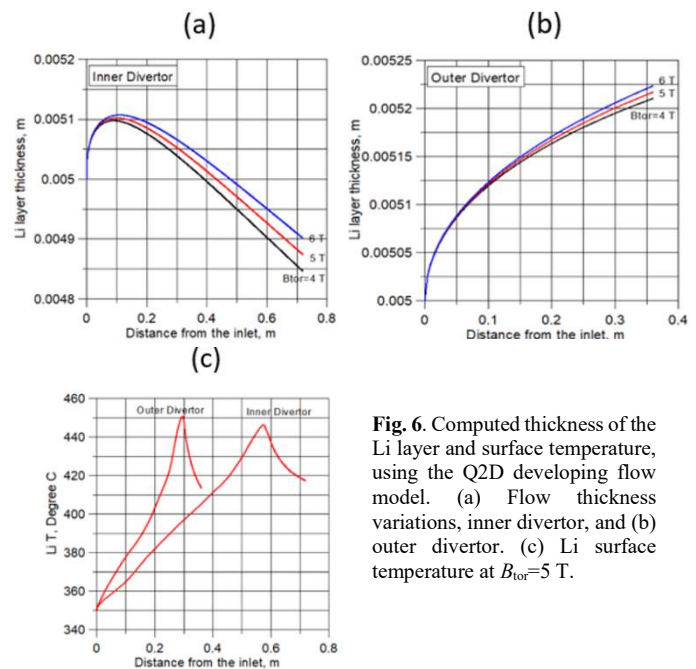 (a)
0.0052
Inner Divertor
0.0051
0.005
0.0049
0.0048
Li layer thickness, m
6 T
5 T
Btor=4 T
0 0.2 0.4 0.6 0.8
Distance from the inlet, m
(b)
0.00525
Outer Divertor
0.0052
0.00515
0.0051
0.00505
0.005
Li layer thickness, m
6 T
5 T
Btor=4 T
0 0.1 0.2 0.3 0.4
Distance from the inlet, m
(c)
460
440
420
400
380
360
340
Li T, Degree C
Outer Divertor
Inner Divertor
0 0.2 0.4 0.6 0.8
Distance from the inlet, m
Fig. 6. Computed thickness of the
Li layer and surface temperature,
using the Q2D developing flow
model. (a) Flow thickness
variations, inner divertor, and (b)
outer divertor. (c) Li surface
temperature at Btor=5 T.